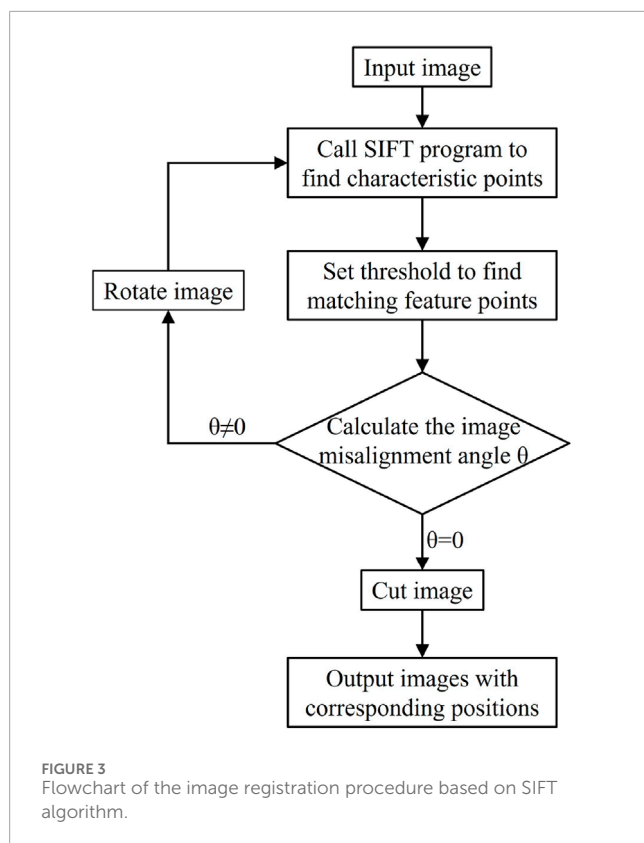 Input image
Call SIFT program to
find characteristic points
Set threshold to find
matching feature points
Rotate image
θ≠0
Calculate the image
misalignment angle θ
θ=0
Cut image
Output images with
corresponding positions
FIGURE 3
Flowchart of the image registration procedure based on SIFT
algorithm.